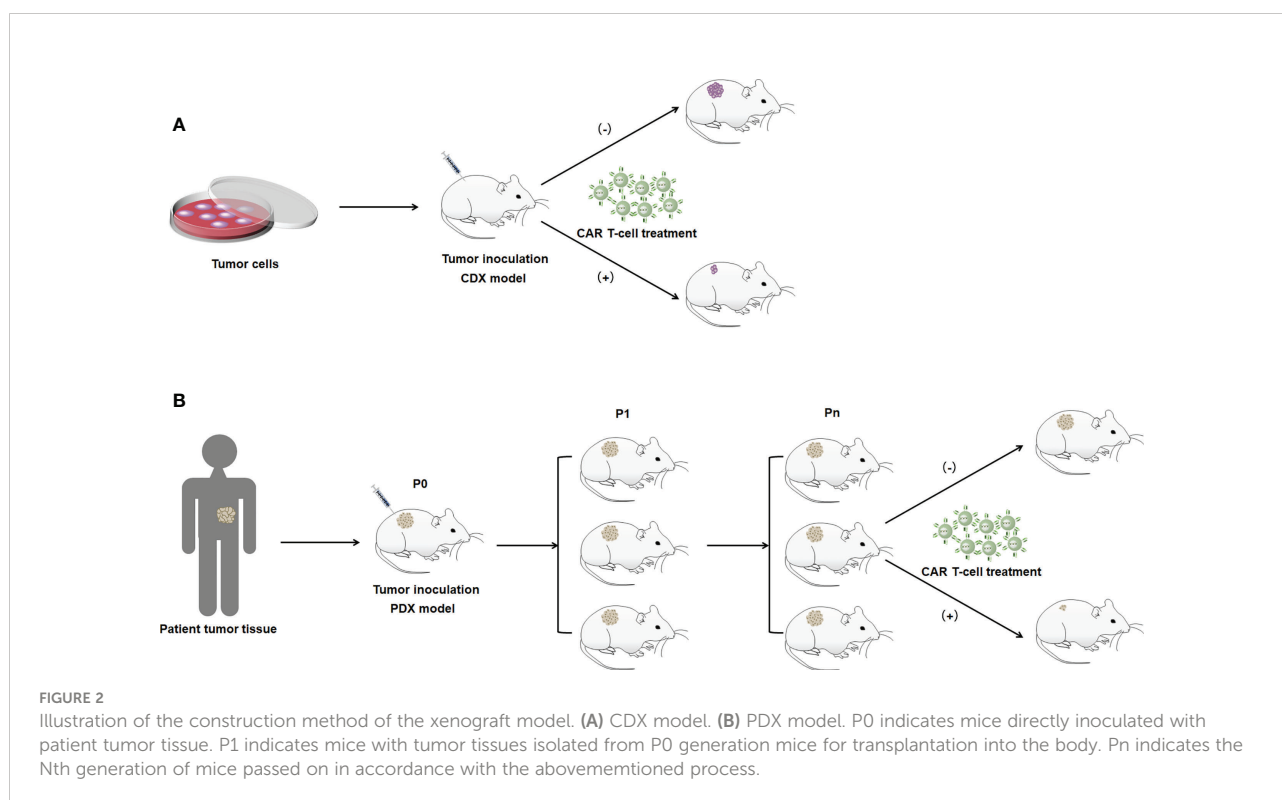 A
(-)
CAR T-cell treatment
Tumor cells
Tumor inoculation
CDX model
(+)
B
P1
Pn
P0
(-)
Tumor inoculation
PDX model
CAR T-cell treatment
Patient tumor tissue
(+)
FIGURE 2
Illustration of the construction method of the xenograft model. (A) CDX model. (B) PDX model. P0 indicates mice directly inoculated with
patient tumor tissue. P1 indicates mice with tumor tissues isolated from P0 generation mice for transplantation into the body. Pn indicates the
Nth generation of mice passed on in accordance with the abovememtioned process.